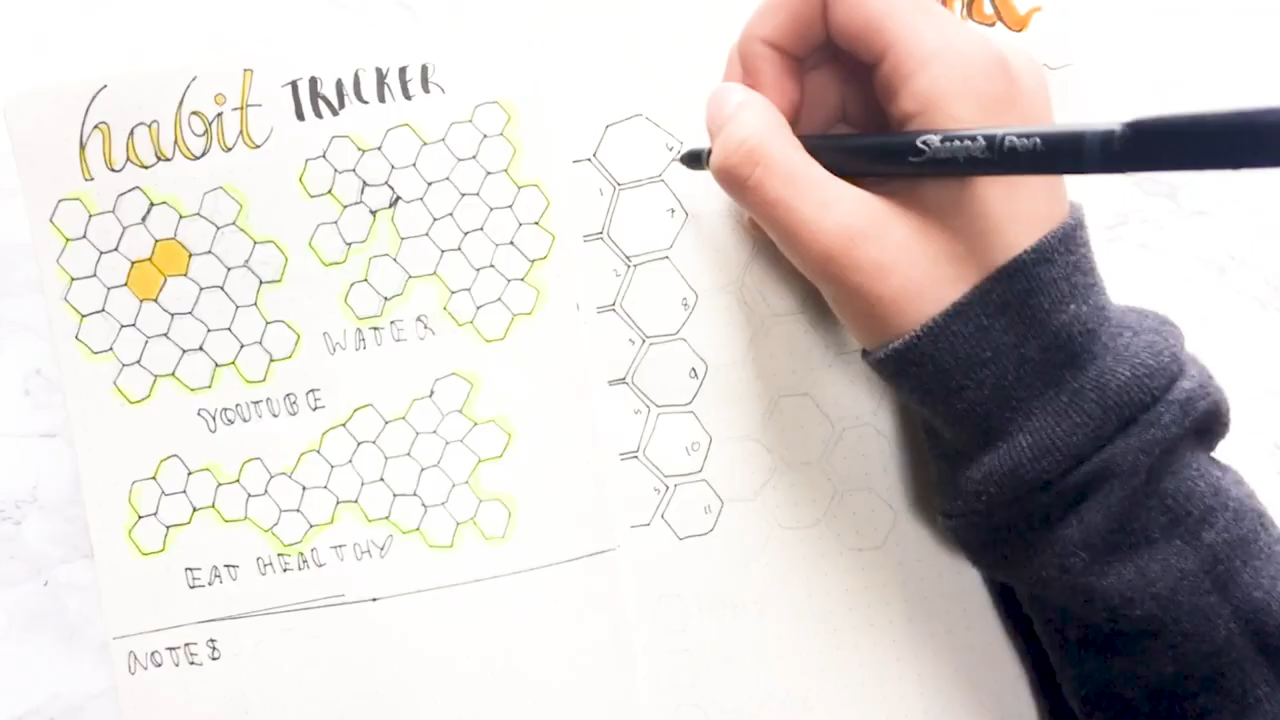 habit TRACKER
WATER
YOUTUBE
EAT HEALTHY
NOTES
6
1
7
2
8
3
9
5
10
5
11
Sharpie/Pen